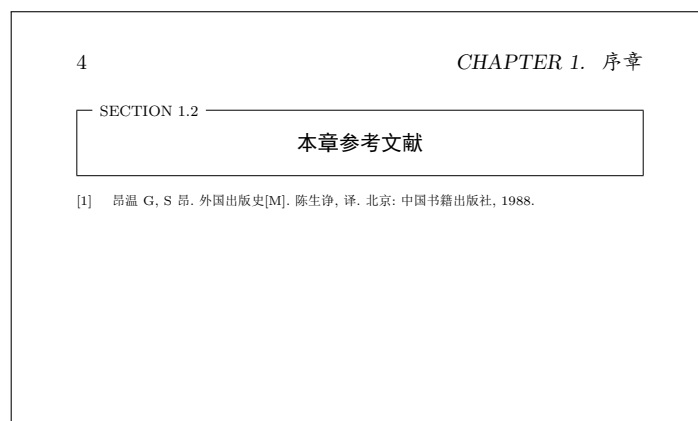 4 CHAPTER 1. 序章
SECTION 1.2
本章参考文献
[1] 昂温 G, S 昂. 外国出版史[M]. 陈生诤, 译. 北京: 中国书籍出版社, 1988.